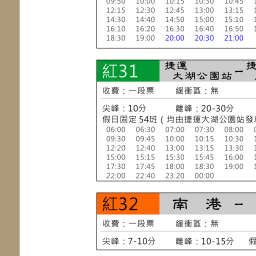 09:50 10:00 10:15 10:30 10:45
12:15 12:30 12:45 13:00 13:15
14:30 14:40 14:50 15:00 15:10
16:10 16:20 16:30 16:40 16:50
18:30 19:00 20:00 20:30 21:00
紅31 捷運
大湖公園站－捷
收費：一段票 緩衝區：無
尖峰：10分 離峰：20-30分
假日固定 54班 ( 均由捷運大湖公園站發
06:00 06:30 07:00 07:30 08:00
09:30 09:45 10:00 10:15 10:30
12:20 12:40 13:00 13:15 13:30
15:00 15:15 15:30 15:45 16:00
17:30 17:45 18:00 18:30 19:00
22:00 22:40 23:20 00:00
紅32 南港－
收費：一段票 緩衝區：無
尖峰：7-10分 離峰：10-15分 假